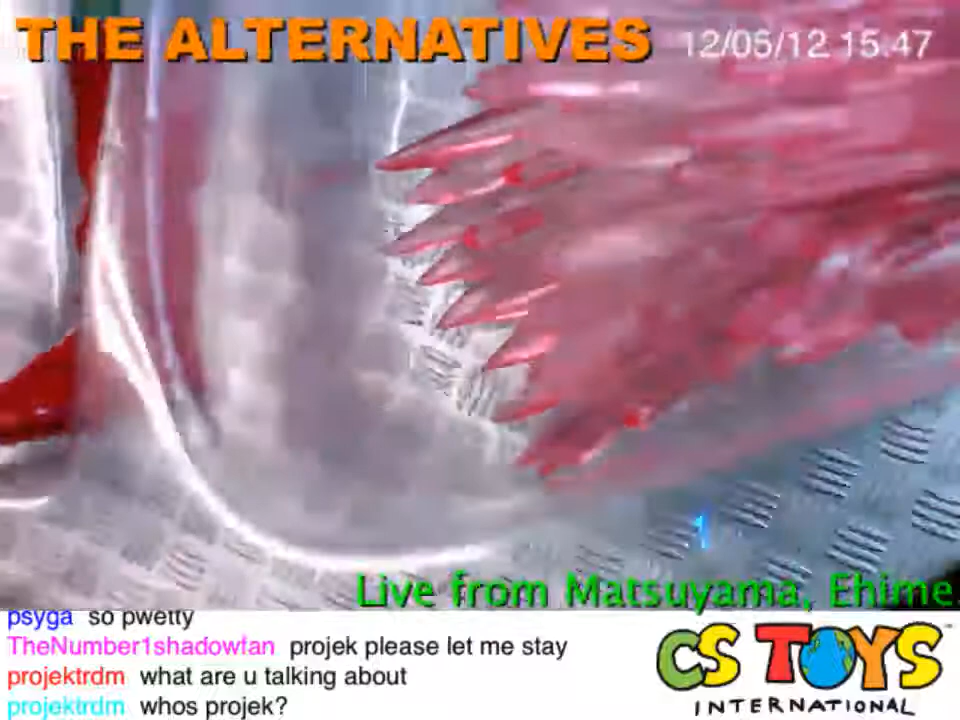 THE ALTERNATIVES
12/05/12 15.47
1
Live from Matsuyama, Ehime
psyga so pwetty
TheNumber1shadowfan projek please let me stay
projektrdm what are u talking about
projektrdm whos projek?
CS TOYS
INTERNATIONAL